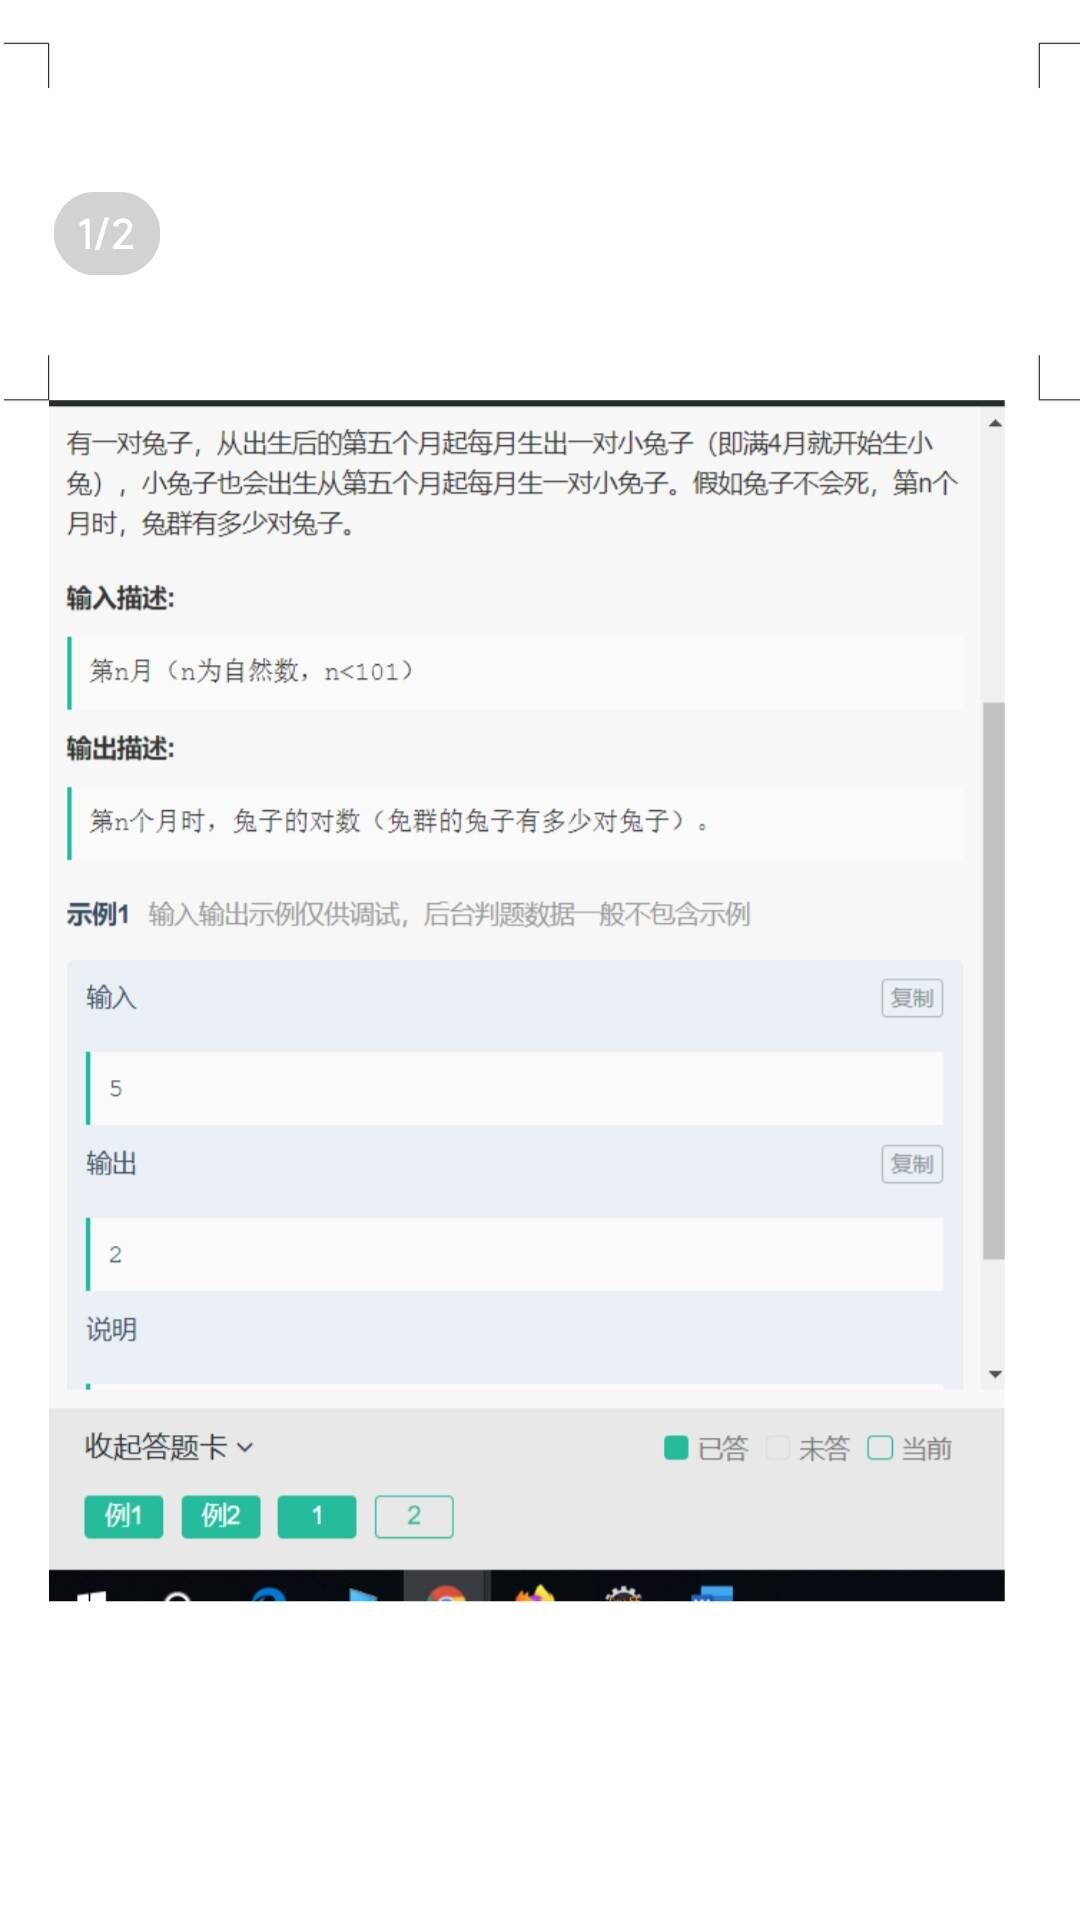 1/2
有一对兔子，从出生后的第五个月起每月生出一对小兔子（即满4月就开始生小
兔），小兔子也会出生从第五个月起每月生一对小兔子。假如兔子不会死，第n个
月时，兔群有多少对兔子。
输入描述:
第n月（n为自然数，n<101）
输出描述:
第n个月时，兔子的对数（免群的兔子有多少对兔子）。
示例1 输入输出示例仅供调试，后台判题数据一般不包含示例
输入
复制
5
输出
复制
2
说明
收起答题卡
已答 未答 当前
例1 例2 1 2